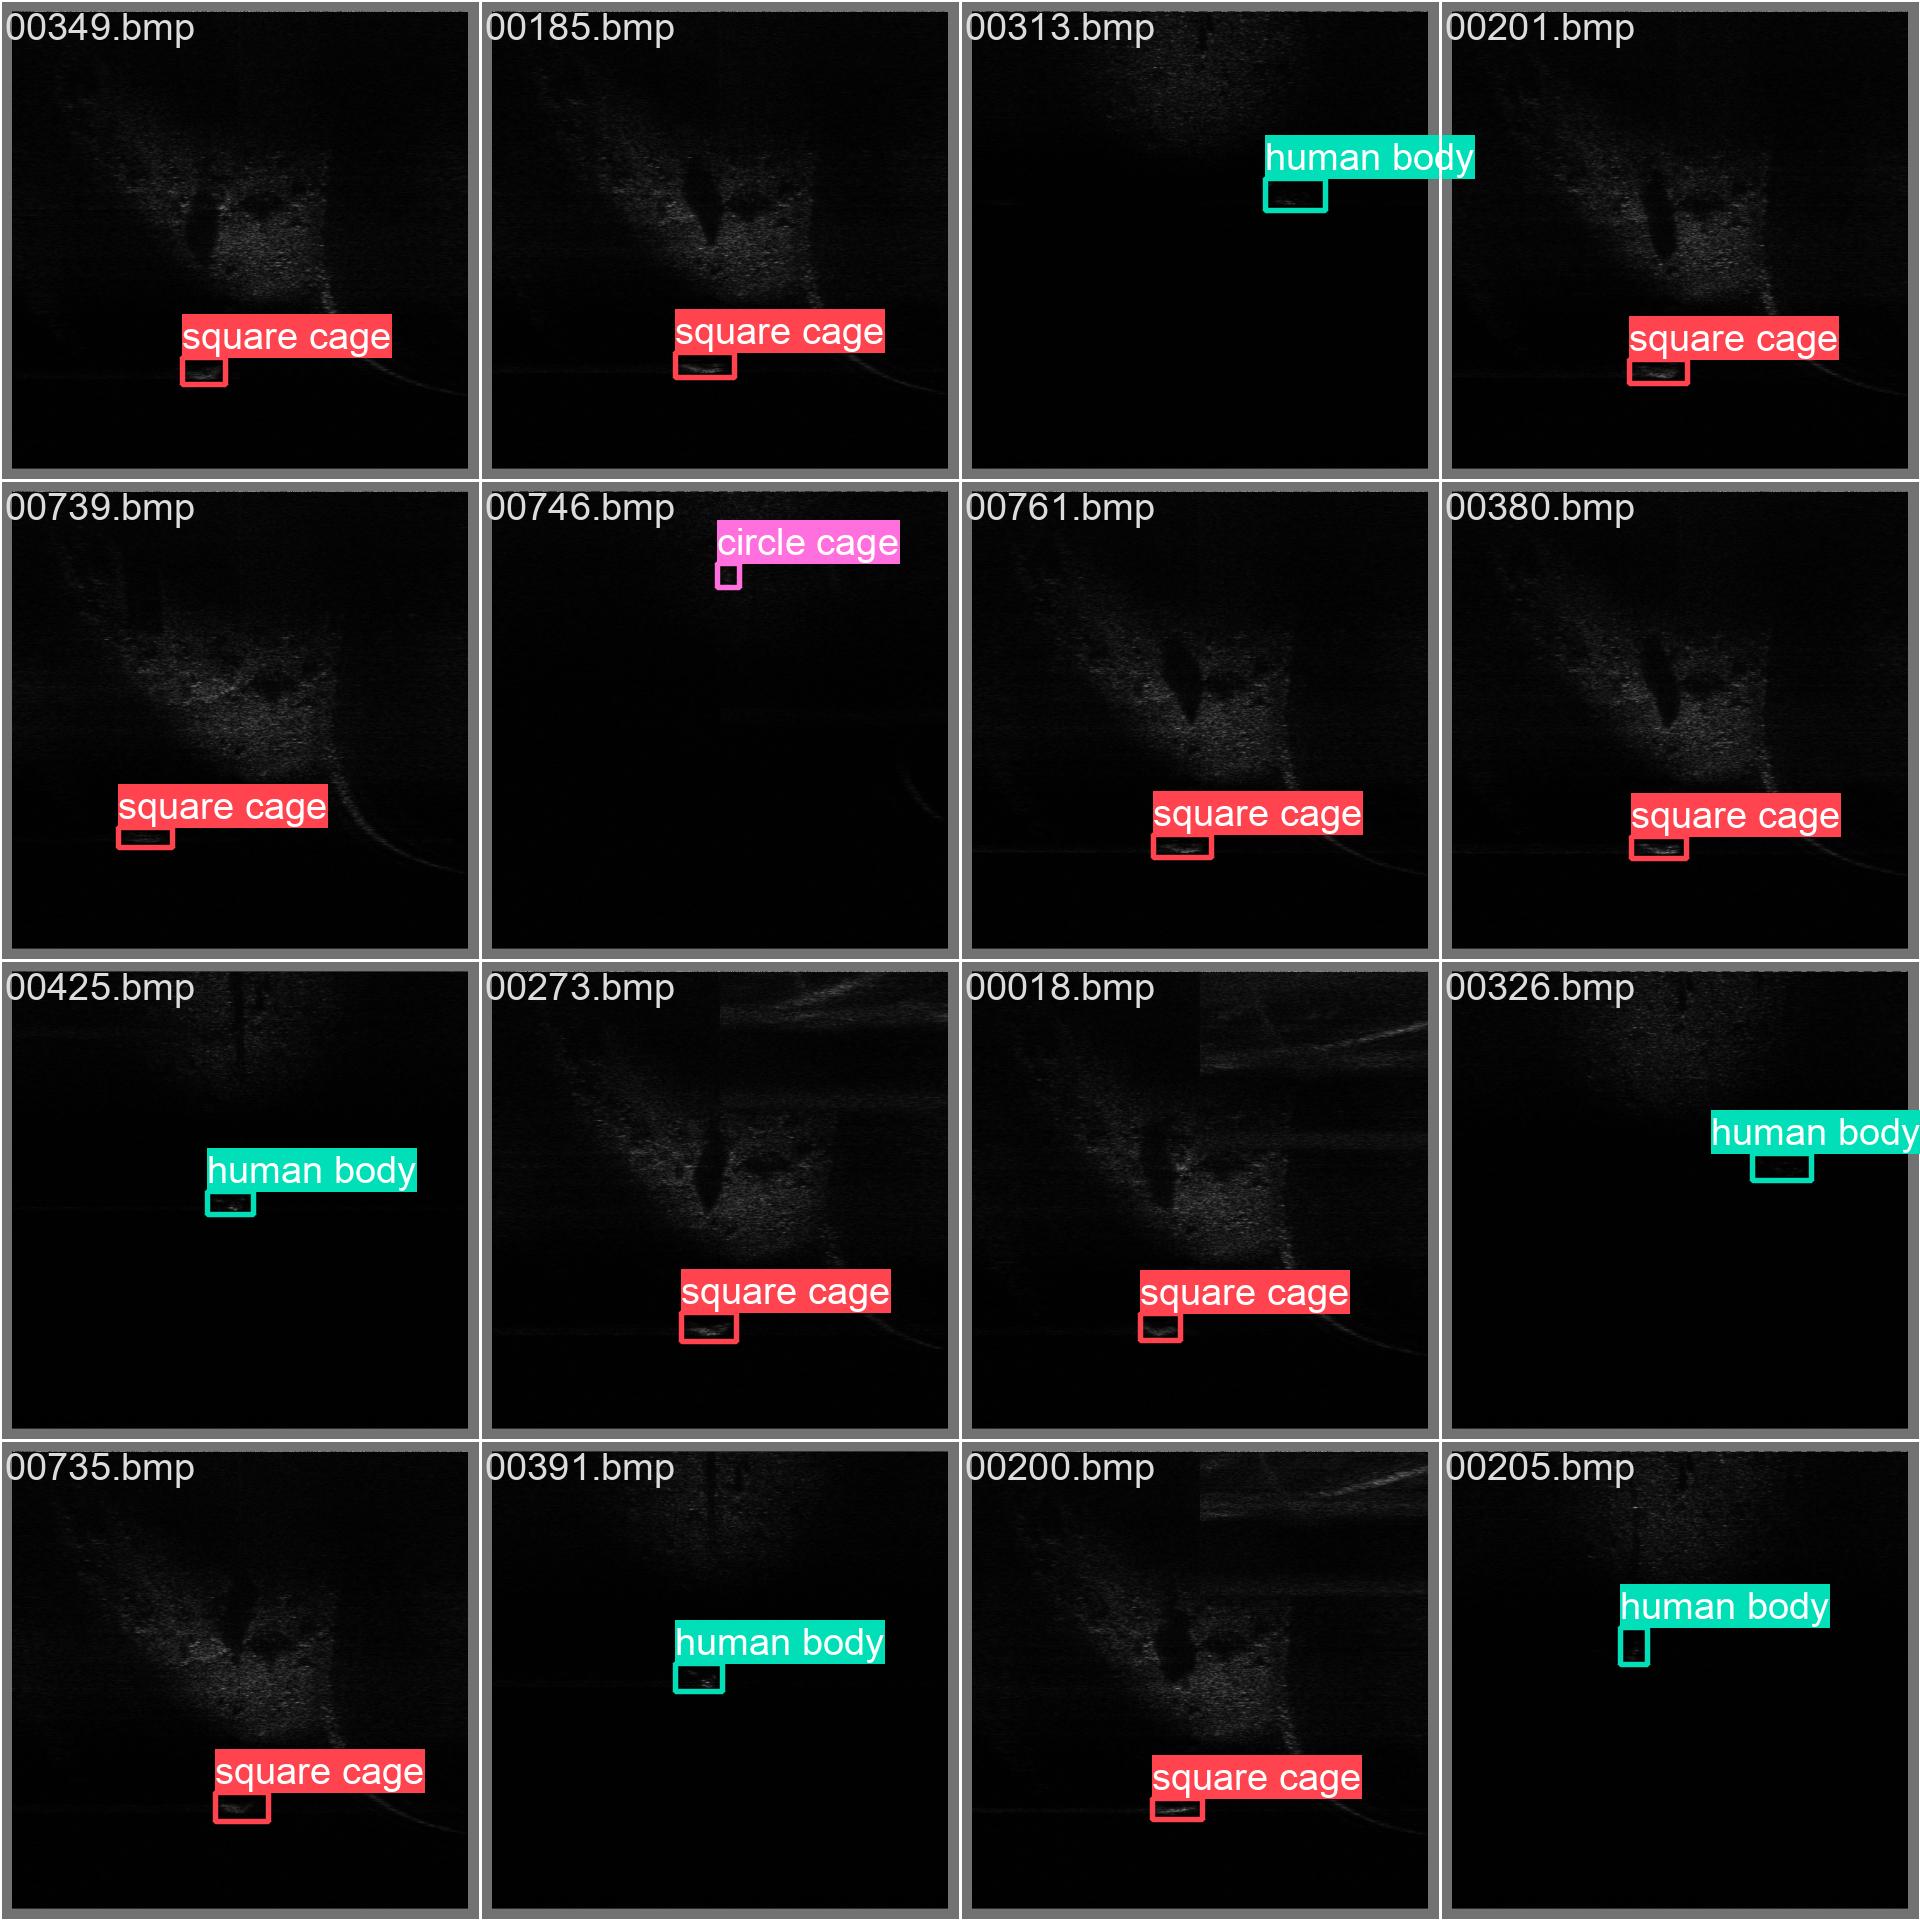 00349.bmp
00185.bmp
00313.bmp
00201.bmp
human body
square cage
square cage
square cage
00739.bmp
00746.bmp
00761.bmp
00380.bmp
circle cage
square cage
square cage
square cage
00425.bmp
00273.bmp
00018.bmp
00326.bmp
human body
human body
square cage
square cage
00735.bmp
00391.bmp
00200.bmp
00205.bmp
human body
human body
square cage
square cage